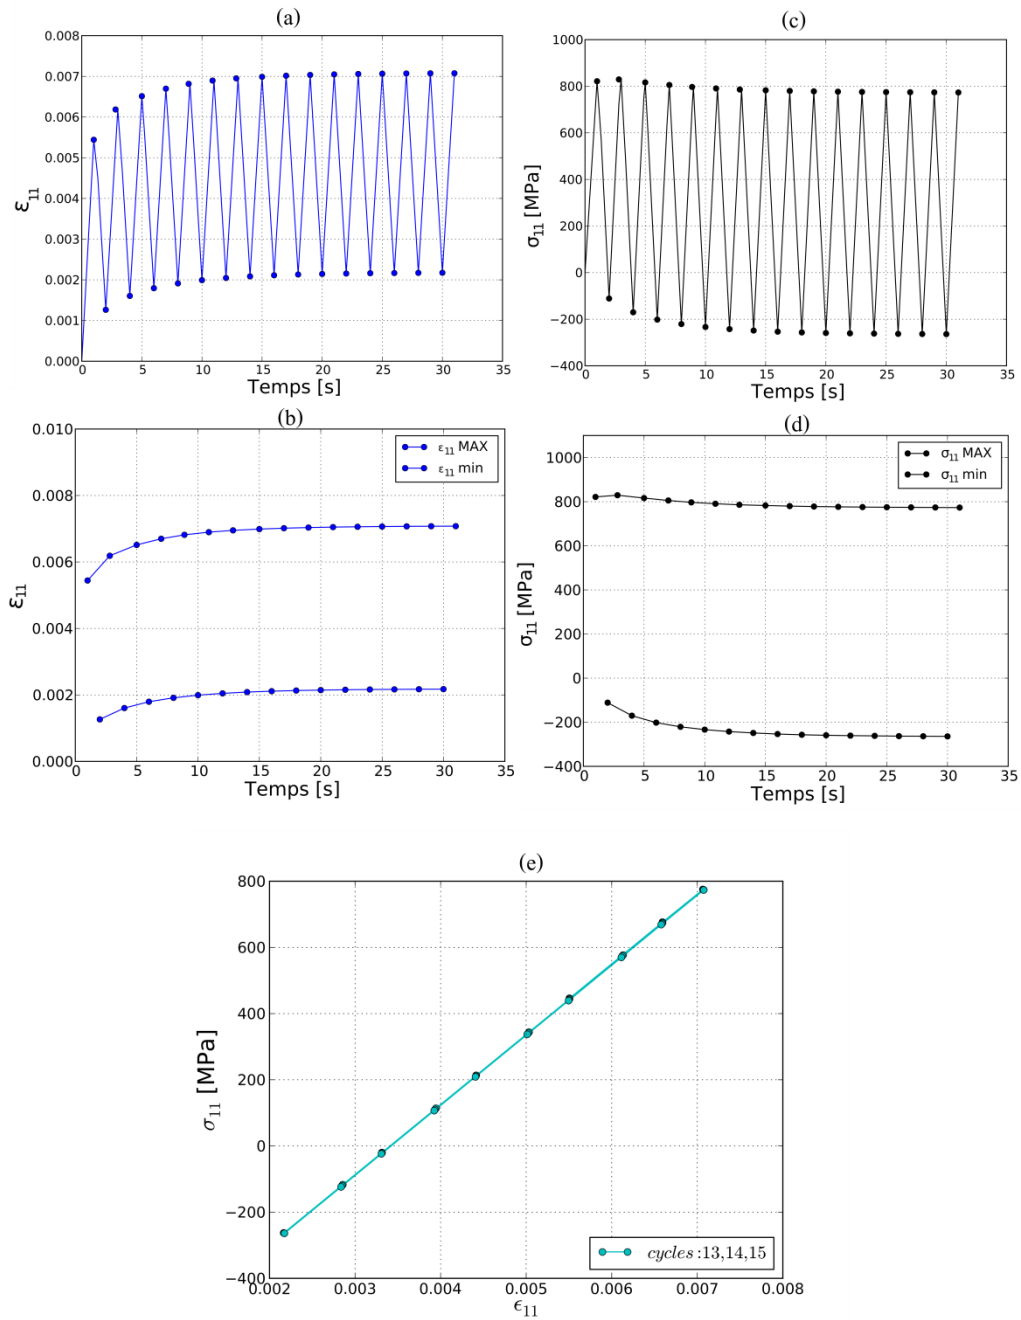 (a)
0.008
0.007
0.006
0.005
0.004
0.003
0.002
0.001
0.000
ε11
0 5 10 15 20 25 30 35
Temps [s]
(c)
1000
800
600
400
200
0
−200
−400
σ11 [MPa]
0 5 10 15 20 25 30 35
Temps [s]
(b)
0.010
0.008
0.006
0.004
0.002
0.000
ε11
ε11 MAX
ε11 min
0 5 10 15 20 25 30 35
Temps [s]
(d)
1000
800
600
400
200
0
−200
−400
σ11 [MPa]
σ11 MAX
σ11 min
0 5 10 15 20 25 30 35
Temps [s]
(e)
800
600
400
200
0
−200
−400
σ11 [MPa]
cycles:13,14,15
0.002 0.003 0.004 0.005 0.006 0.007 0.008
ϵ11